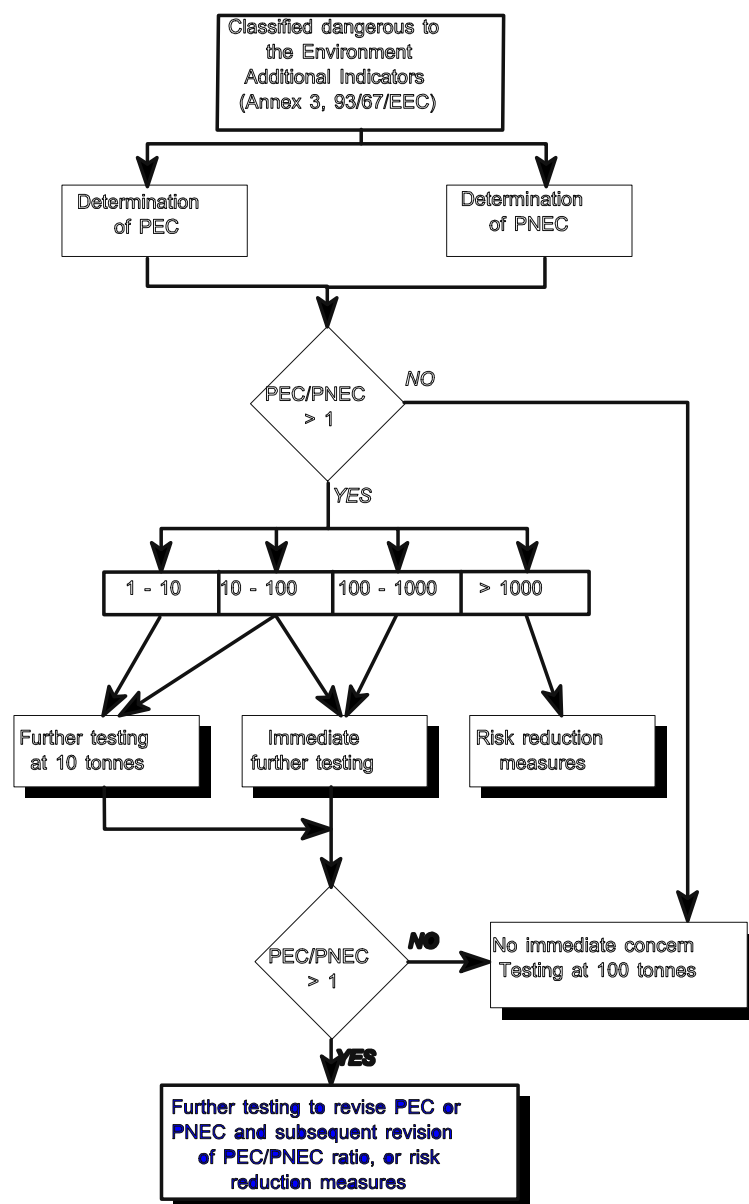 Classified dangerous to
the Environment
Additional Indicators
(Annex 3, 93/67/EEC)
Determination
of PEC
Determination
of PNEC
PEC/PNEC
> 1
NO
YES
1 - 10
10 - 100
100 - 1000
> 1000
Further testing
at 10 tonnes
Immediate
further testing
Risk reduction
measures
PEC/PNEC
> 1
NO
No immediate concern
Testing at 100 tonnes
YES
Further testing to revise PEC or
PNEC and subsequent revision
of PEC/PNEC ratio, or risk
reduction measures